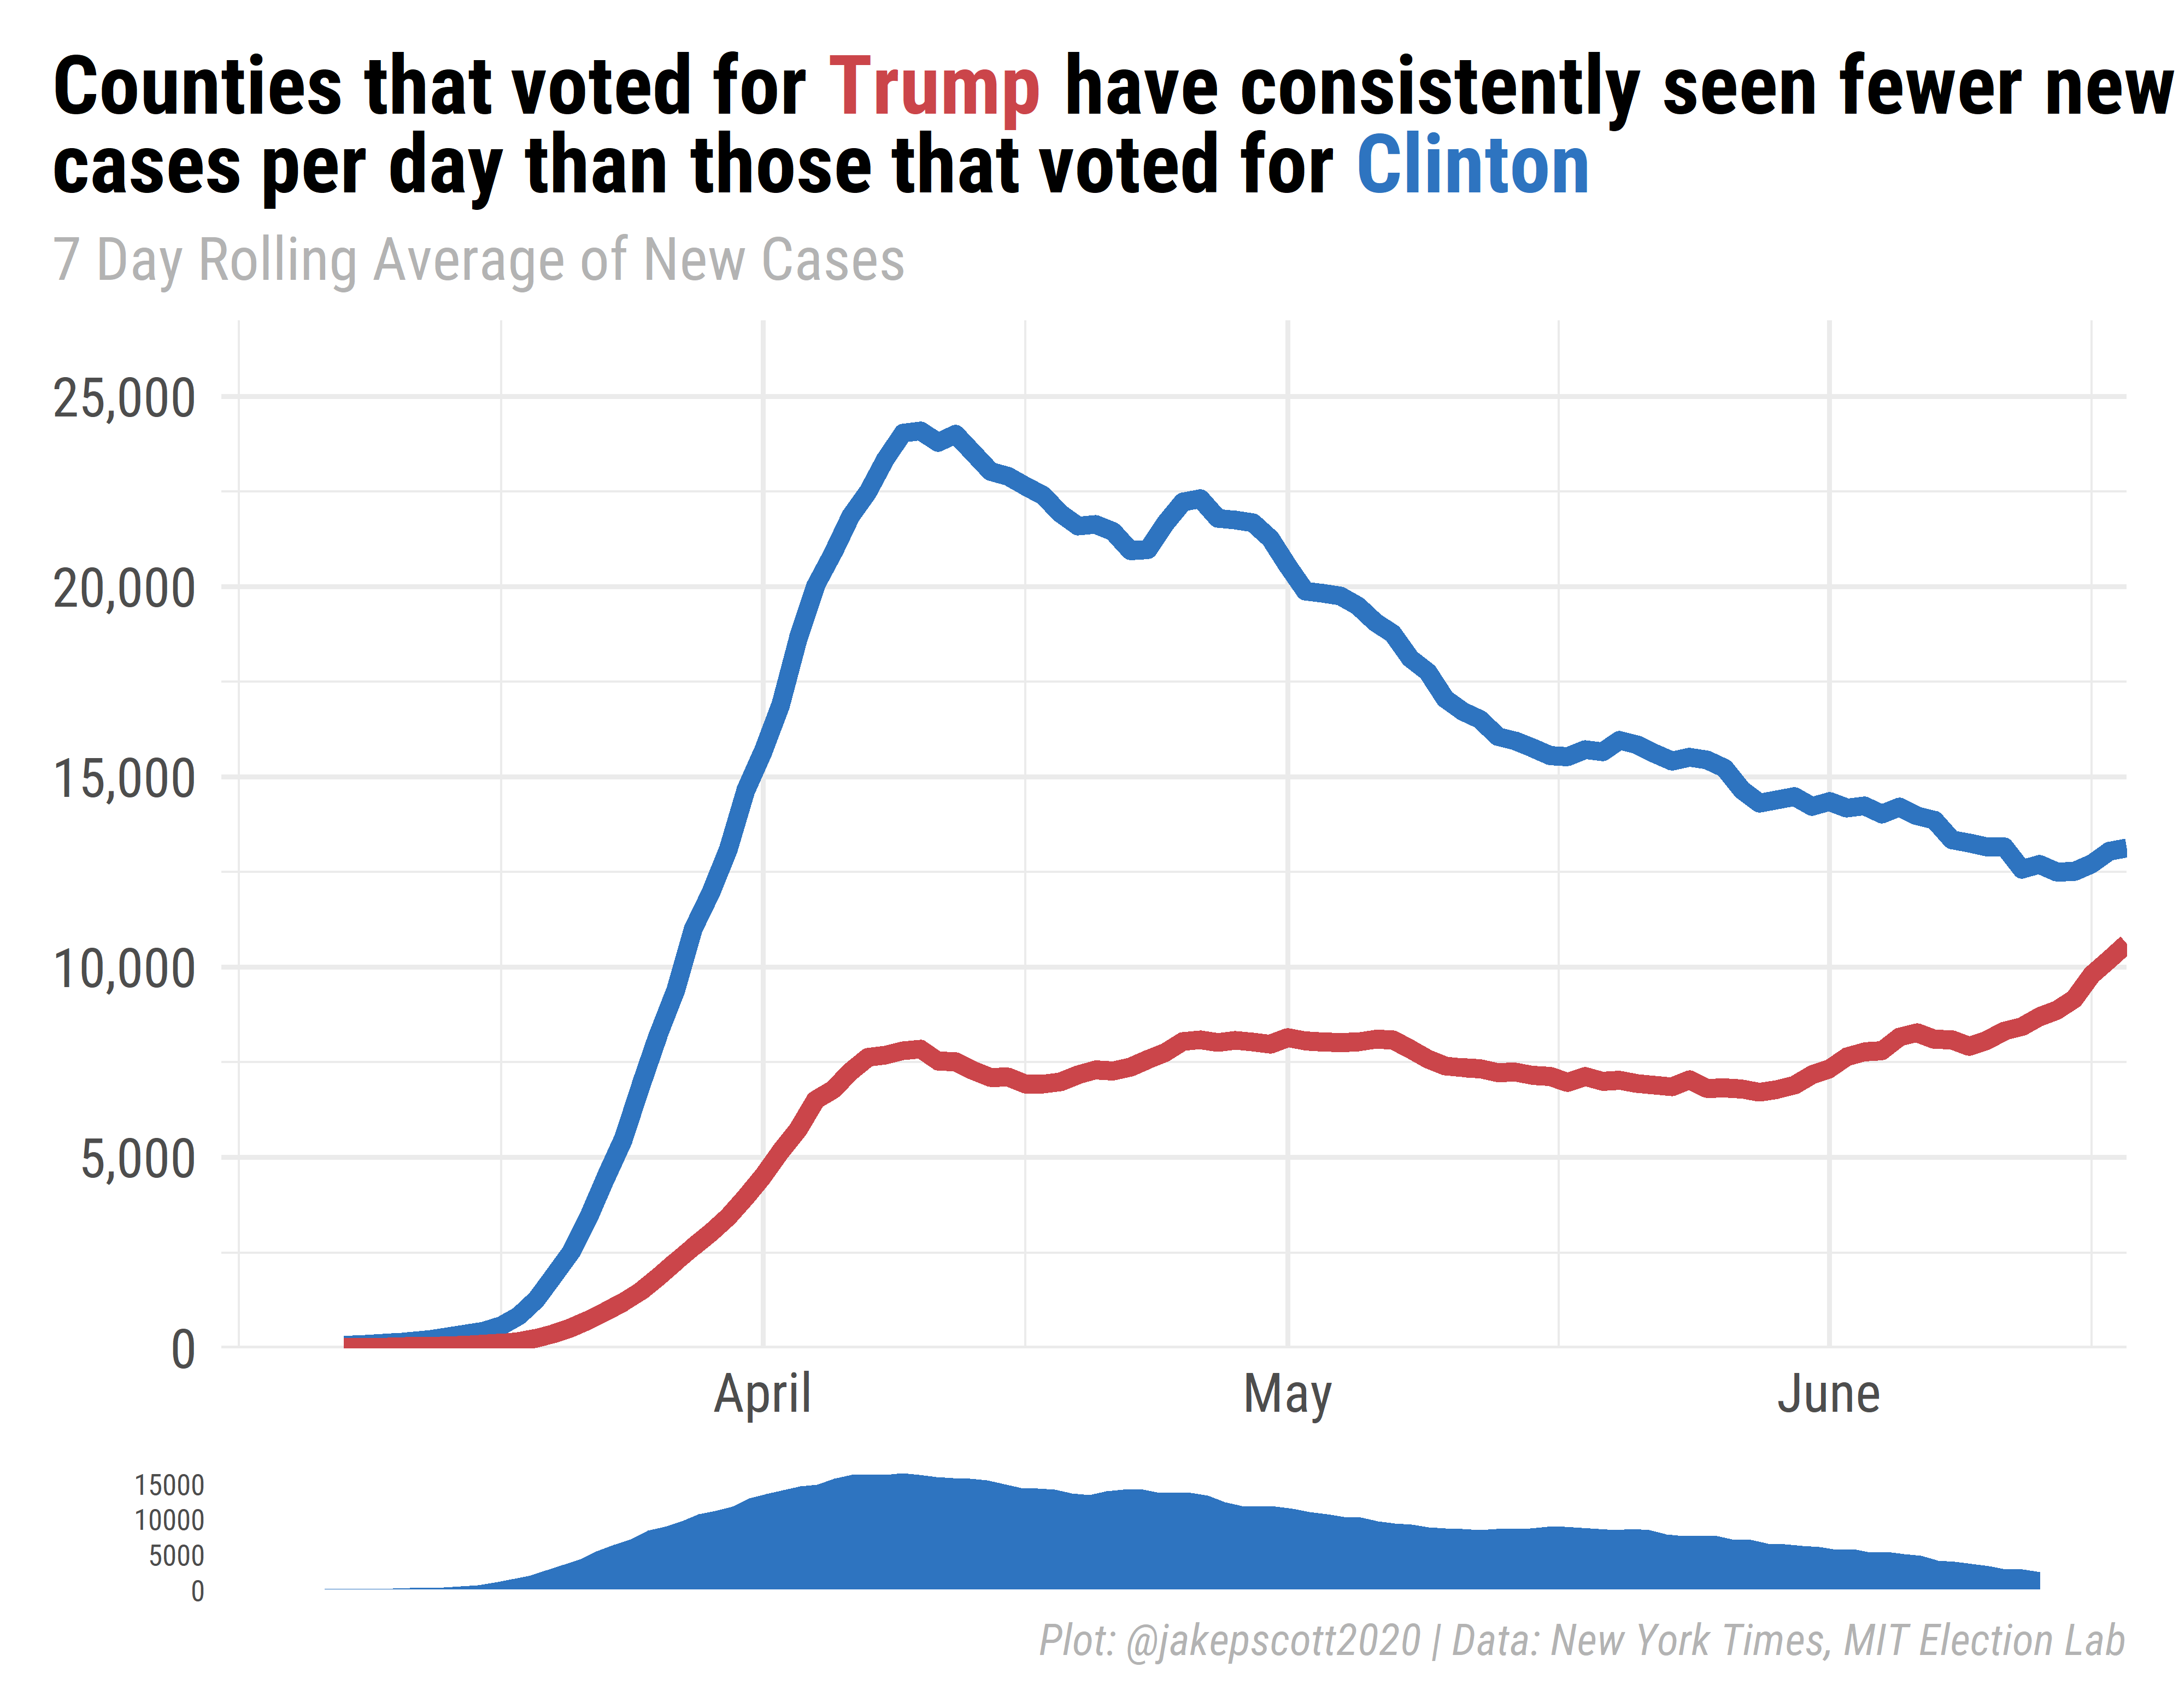 Counties that voted for Trump have consistently seen fewer new
cases per day than those that voted for Clinton
7 Day Rolling Average of New Cases
25,000
20,000
15,000
10,000
5,000
0
April May June
15000
10000
5000
0
Plot: @jakepscott2020 | Data: New York Times, MIT Election Lab